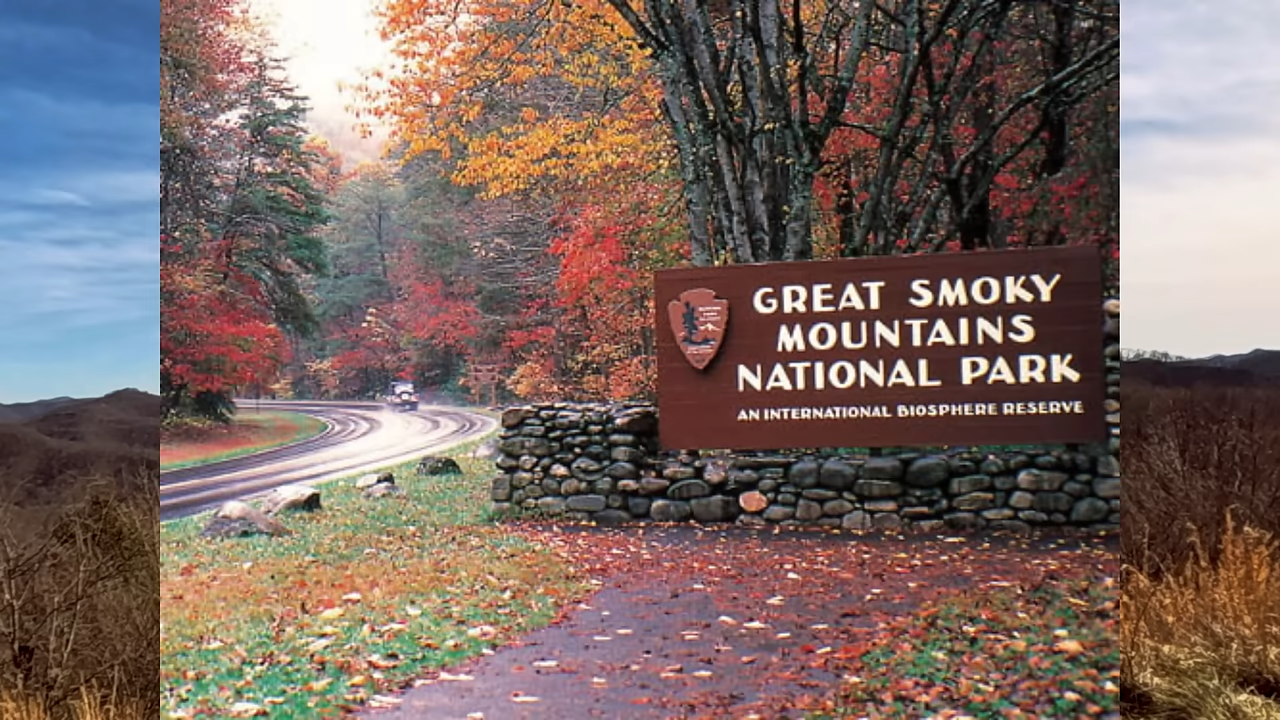 GREAT SMOKY
MOUNTAINS
NATIONAL PARK
AN INTERNATIONAL BIOSPHERE RESERVE